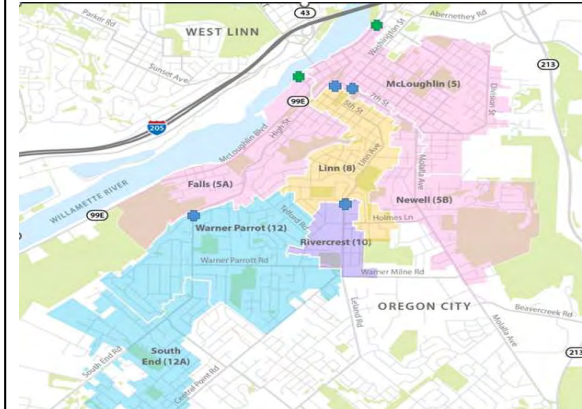 43
Abernethey Rd
Parker Rd
WEST LINN
Washington St
Sunset Ave
213
McLoughlin (5)
99E
7th St
5th St
Division St
205
McLoughlin Blvd
High St
Linn Ave
Molalla Ave
Linn (8)
WILLAMETTE RIVER
Falls (5A)
Newell (5B)
99E
Telford Rd
Holmes Ln
Warner Parrot (12)
Rivercrest (10)
Warner Parrott Rd
Warner Milne Rd
Leland Rd
OREGON CITY
Beavercreek Rd
Molalla Ave
South End Rd
South
End (12A)
Central Point Rd
213